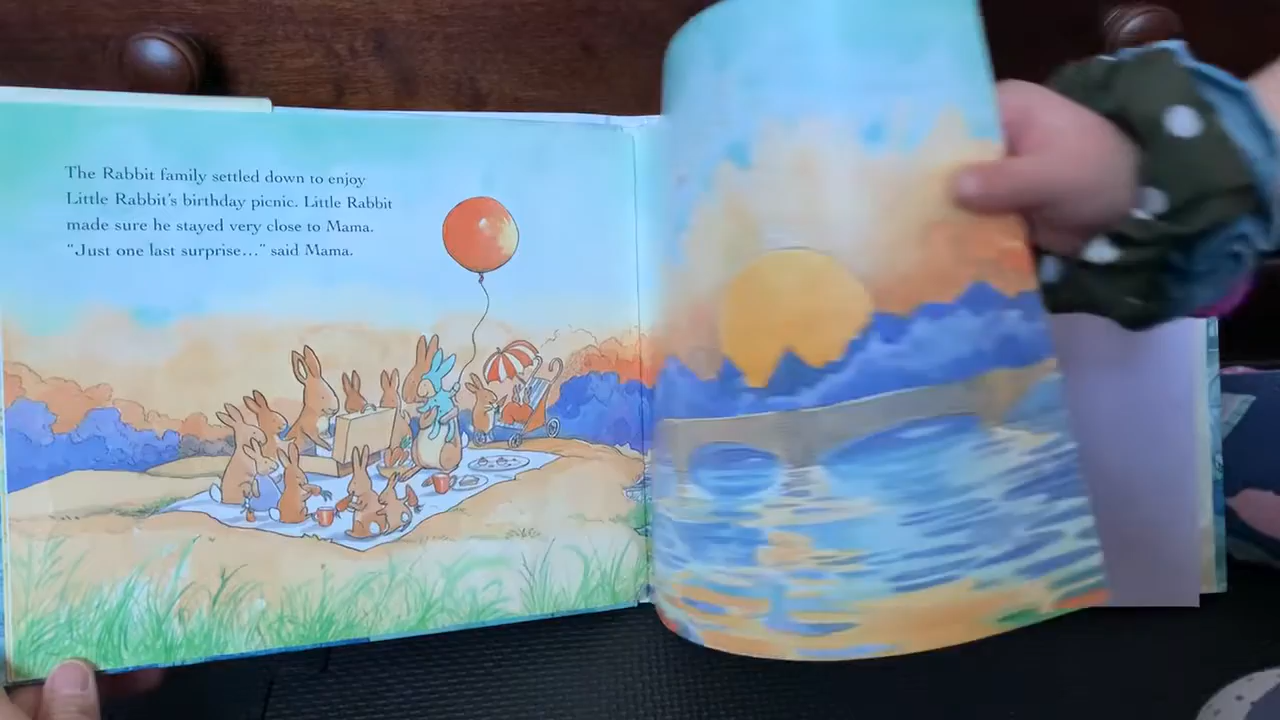 The Rabbit family settled down to enjoy
Little Rabbit's birthday picnic. Little Rabbit
made sure he stayed very close to Mama.
"Just one last surprise…" said Mama.